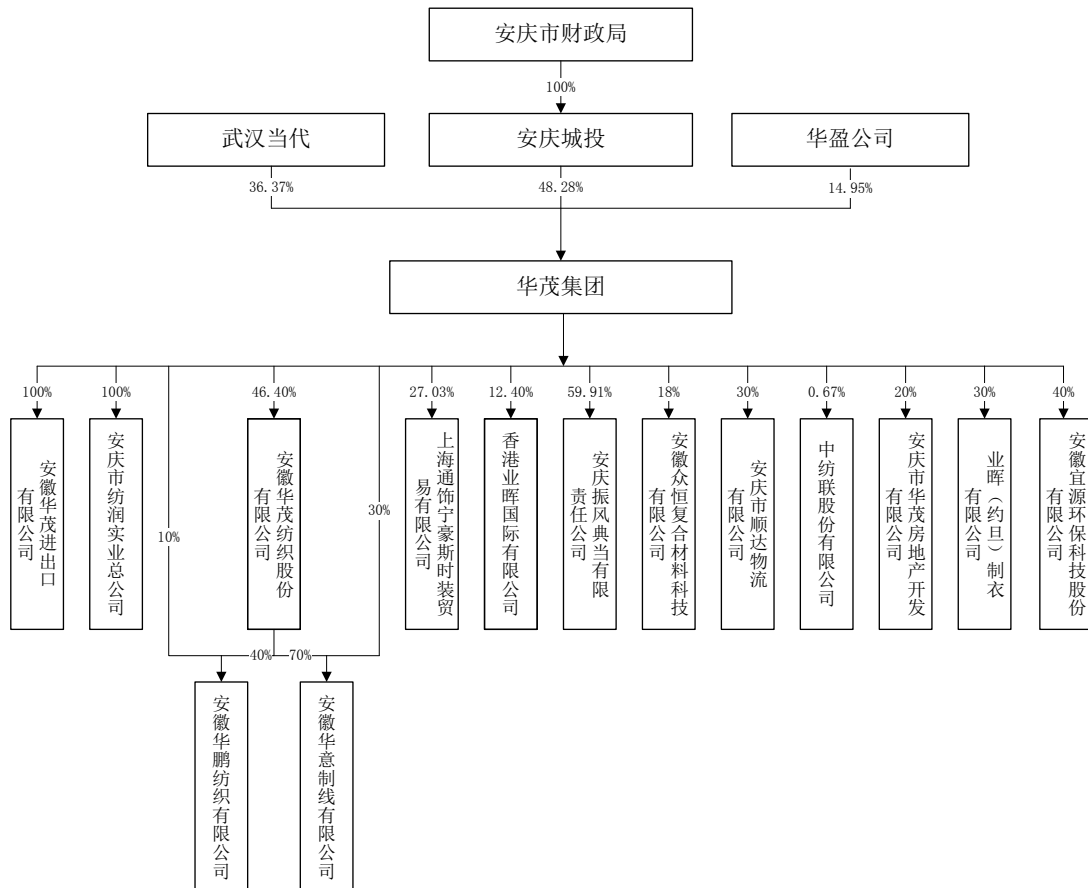 安庆市财政局
100%
武汉当代
安庆城投
华盈公司
36.37%
48.28%
14.95%
华茂集团
100%
100%
46.40%
27.03%
12.40%
59.91%
18%
30%
0.67%
20%
30%
40%
安徽华茂进出口
有限公司
安庆市纺润实业总公司
10%
安徽华茂纺织股份
有限公司
30%
上海通饰宁豪斯时装贸
易有限公司
香港业晖国际有限公司
安庆振风典当有限
责任公司
安徽众恒复合材料科技
有限公司
安庆市顺达物流
有限公司
中纺联股份有限公司
安庆市华茂房地产开发
有限公司
业晖（约旦）制衣
有限公司
安徽宜源环保科技股份
有限公司
40%
70%
安徽华鹏纺织有限公司
安徽华意制线有限公司